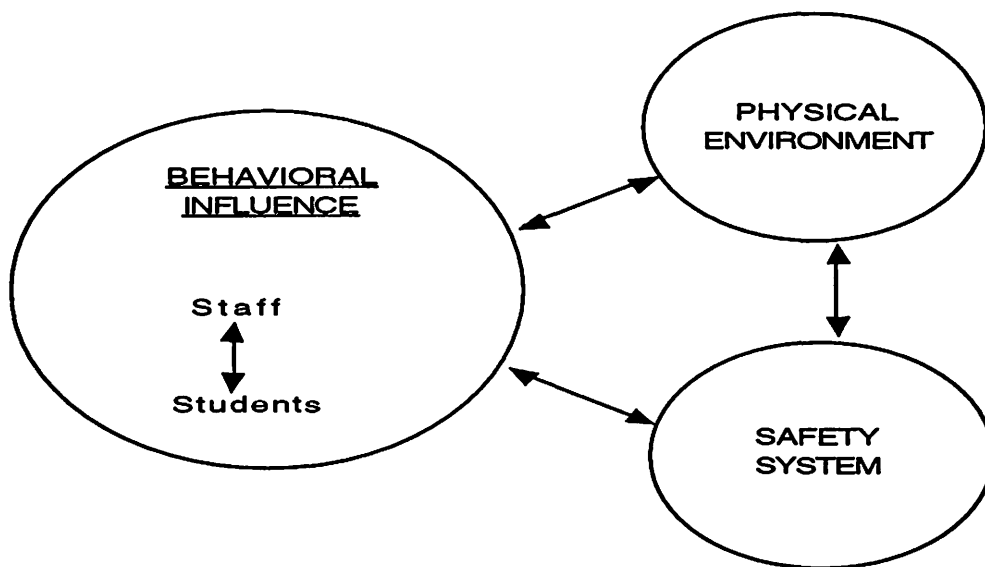 PHYSICAL
ENVIRONMENT
BEHAVIORAL
INFLUENCE
Staff
Students
SAFETY
SYSTEM